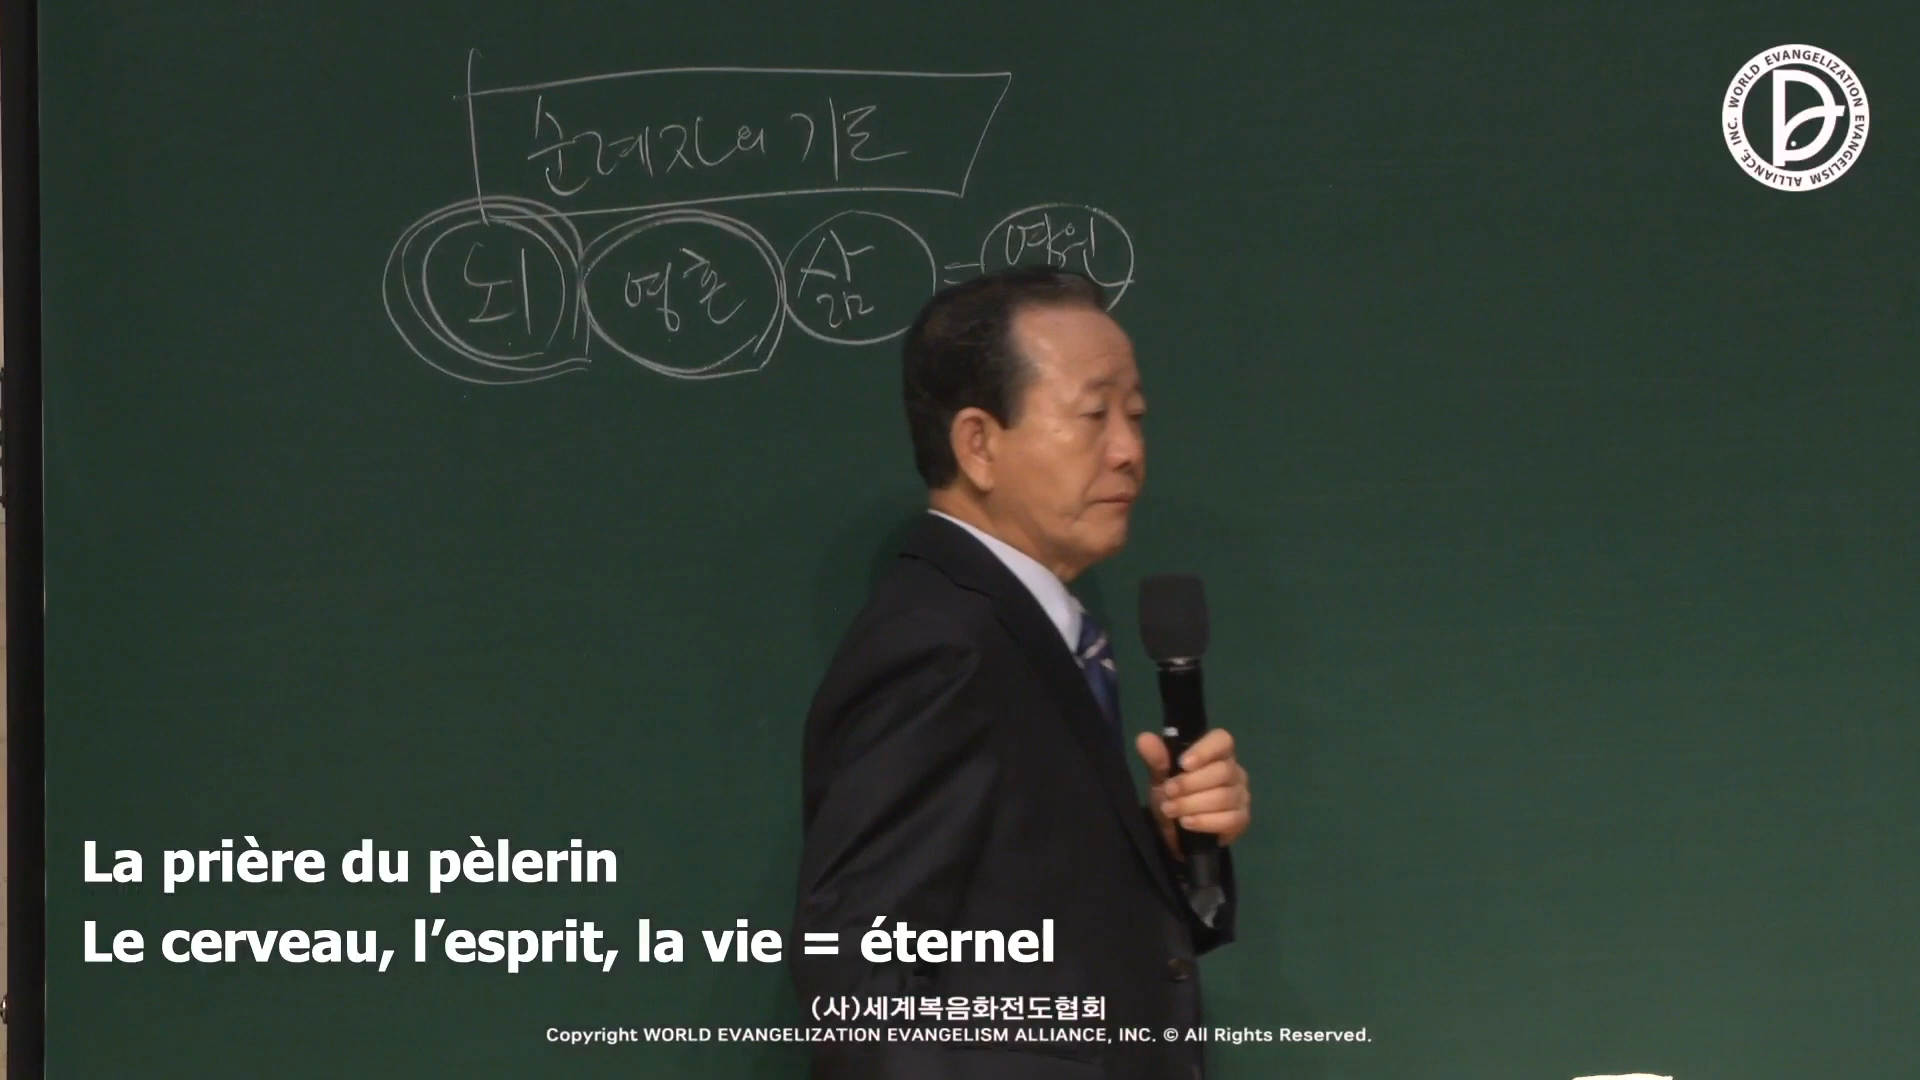 순례자의 기도
뇌 영혼 삶 = 영원
WORLD EVANGELIZATION EVANGELISM ALLIANCE, INC.
La prière du pèlerin
Le cerveau, l’esprit, la vie = éternel
(사)세계복음화전도협회
Copyright WORLD EVANGELIZATION EVANGELISM ALLIANCE, INC. © All Rights Reserved.